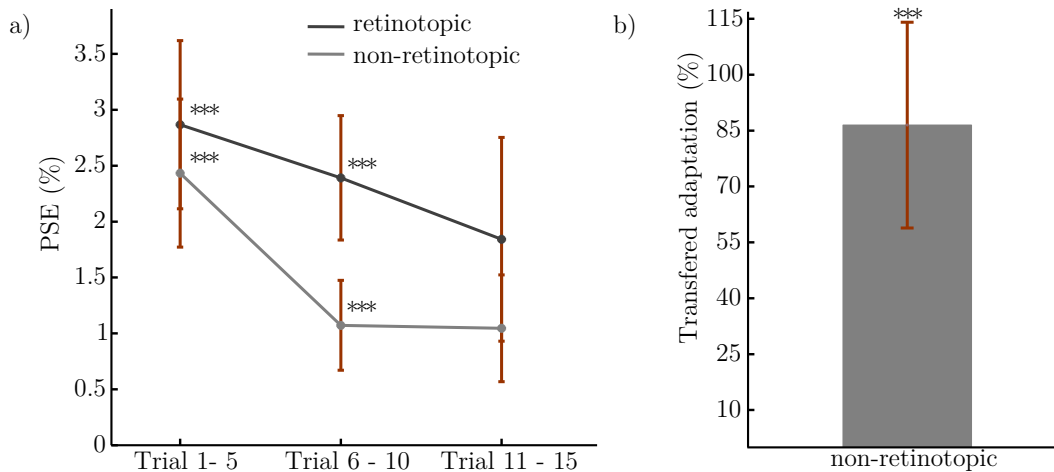 a)
retinotopic
non-retinotopic
PSE (%)
3.5
3
2.5
2
1.5
1
0.5
0
***
***
***
***
Trial 1- 5
Trial 6 - 10
Trial 11 - 15
b)
Transfered adaptation (%)
115
100
85
70
55
40
25
10
***
non-retinotopic